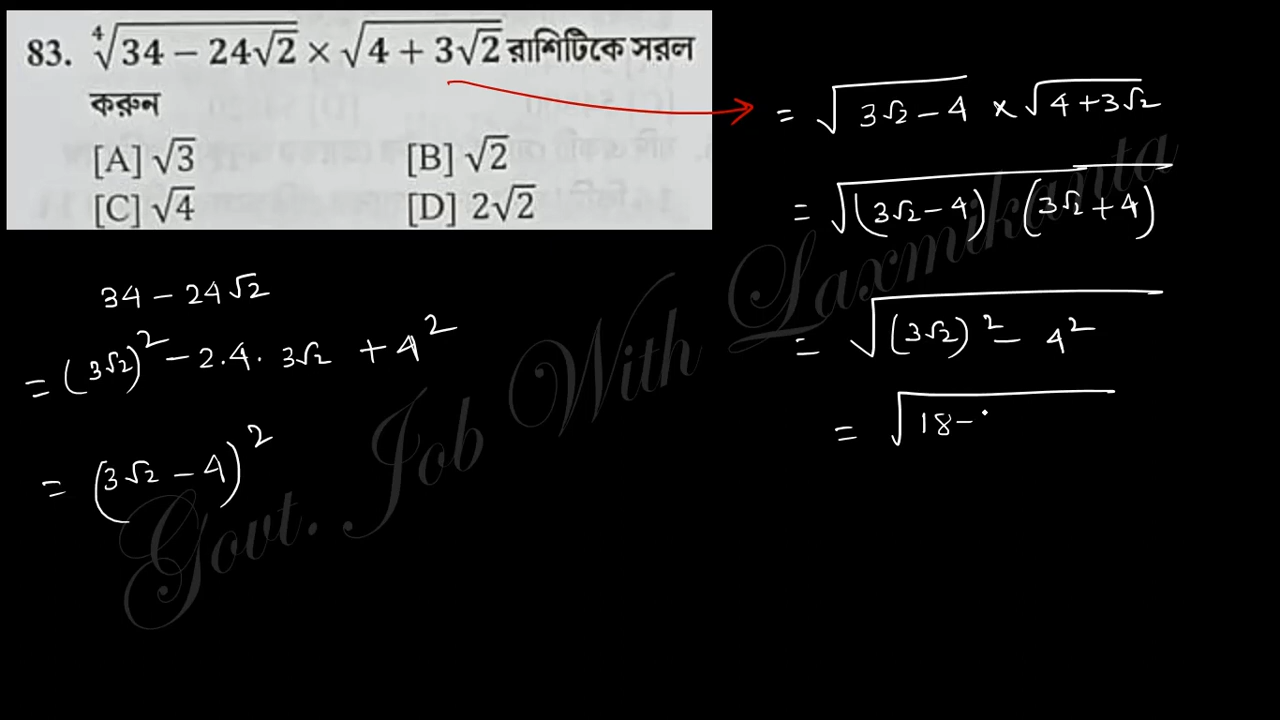 83. ∜(34 − 24√2) × √(4 + 3√2) রাশিটিকে সরল
করুন
[A] √3 [B] √2
[C] √4 [D] 2√2
34 − 24√2
= (3√2)² − 2.4. 3√2 + 4²
= (3√2 − 4)²
= √(3√2 − 4) × √(4 + 3√2)
= √((3√2 − 4) (3√2 + 4))
= √((3√2)² − 4²)
= √(18 −
Govt. Job With Laxmikanta